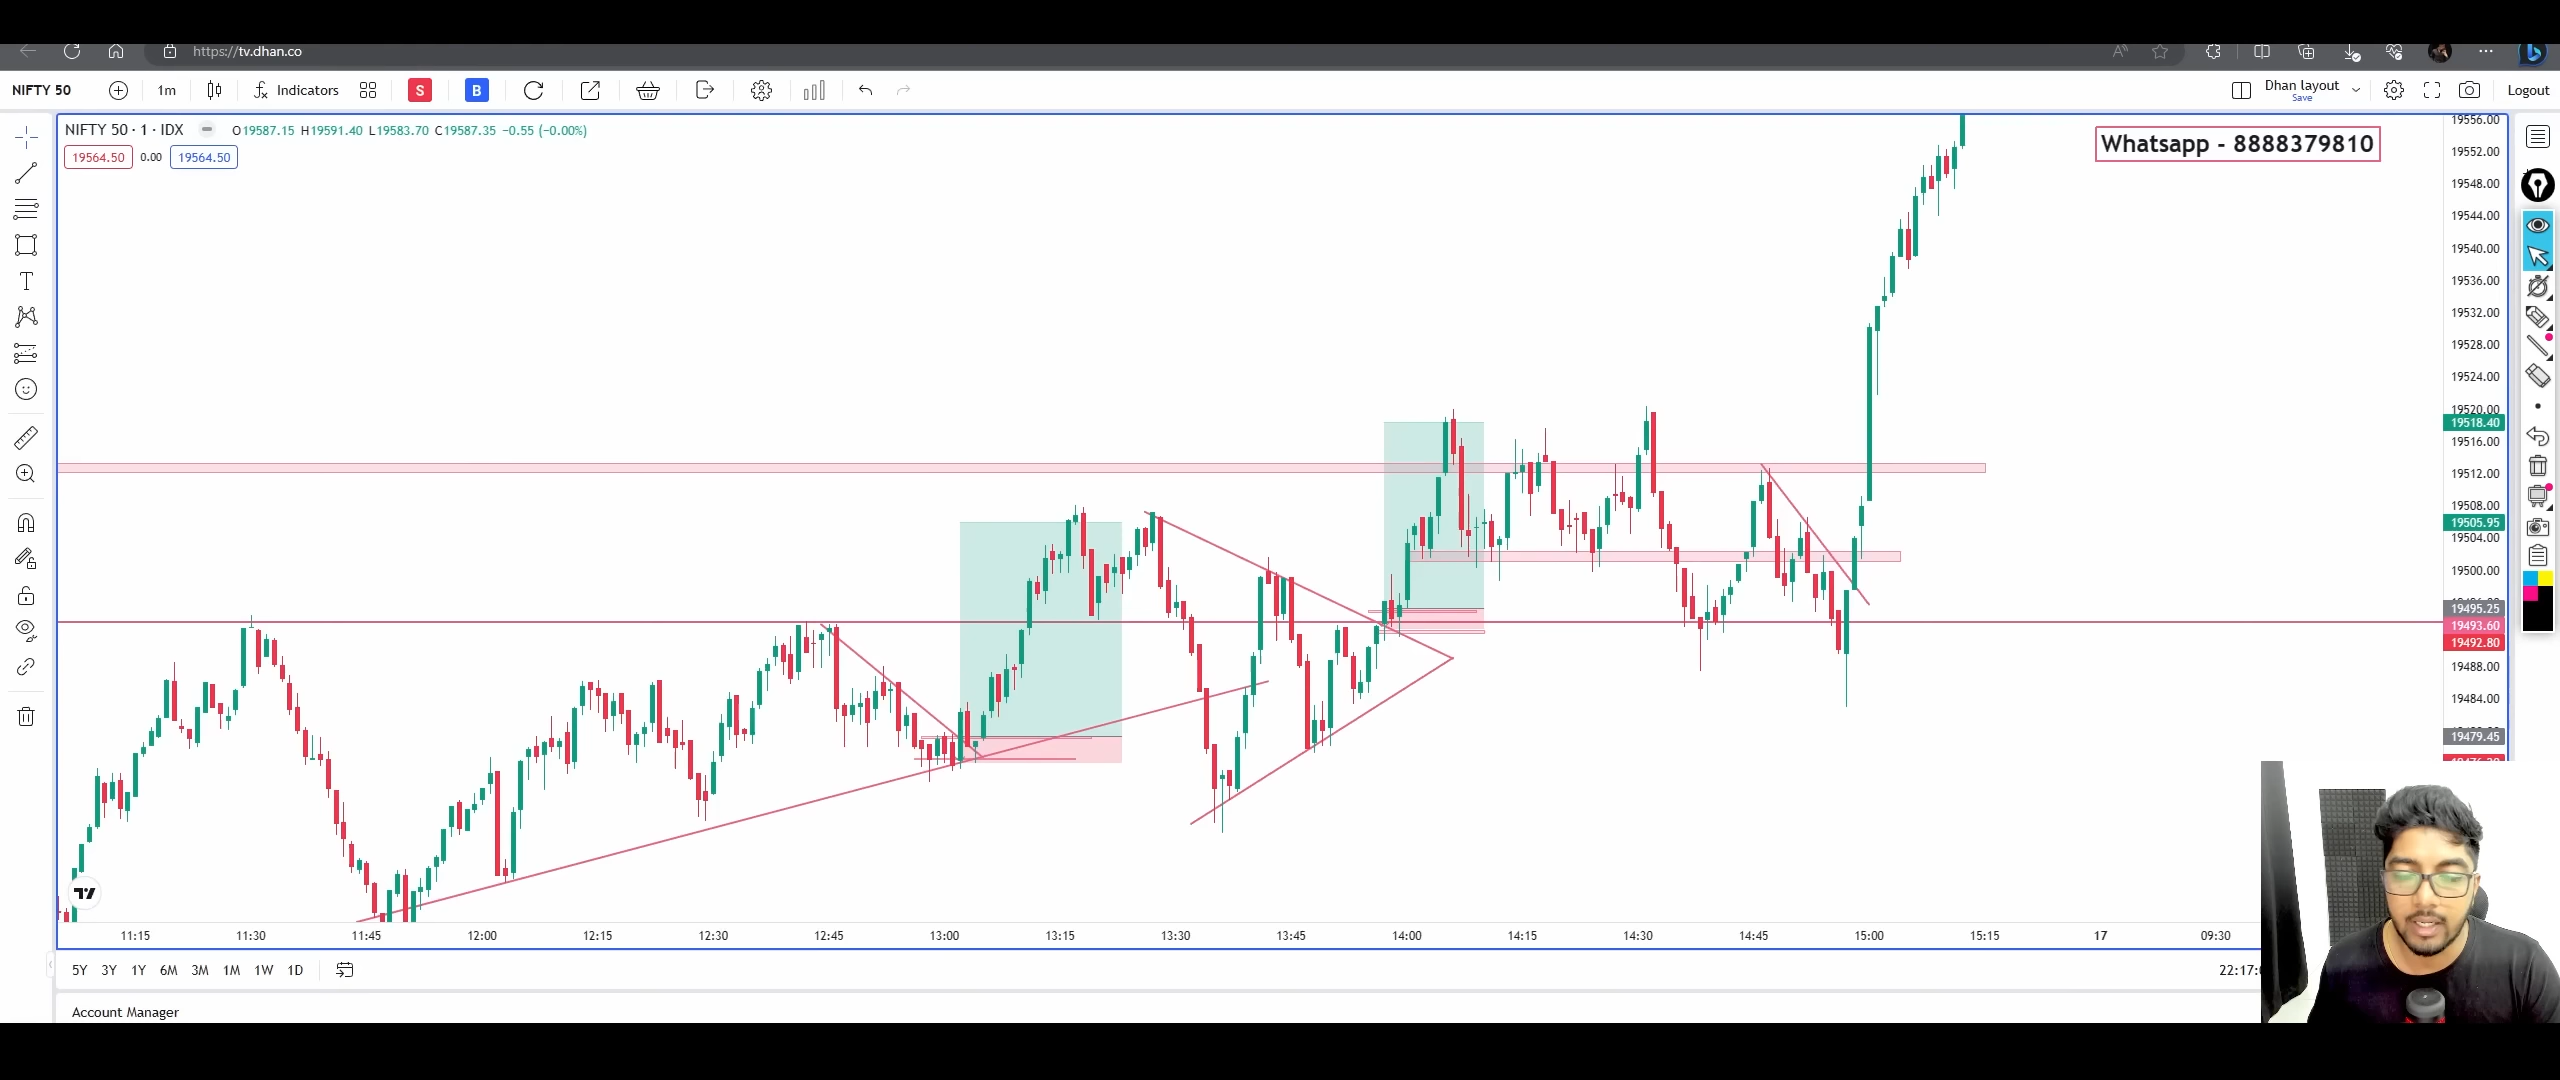 https://tv.dhan.co
NIFTY 50
1m
Indicators
S
B
Dhan layout
Save
Logout
NIFTY 50 · 1 · IDX
O19587.15 H19591.40 L19583.70 C19587.35 −0.55 (−0.00%)
19564.50 0.00 19564.50
Whatsapp - 8888379810
19556.00
19552.00
19548.00
19544.00
19540.00
19536.00
19532.00
19528.00
19524.00
19520.00
19518.40
19516.00
19512.00
19508.00
19505.95
19504.00
19500.00
19495.25
19493.60
19492.80
19488.00
19484.00
19479.45
11:15 11:30 11:45 12:00 12:15 12:30 12:45 13:00 13:15 13:30 13:45 14:00 14:15 14:30 14:45 15:00 15:15 17 09:30
5Y 3Y 1Y 6M 3M 1M 1W 1D
22:17:
Account Manager